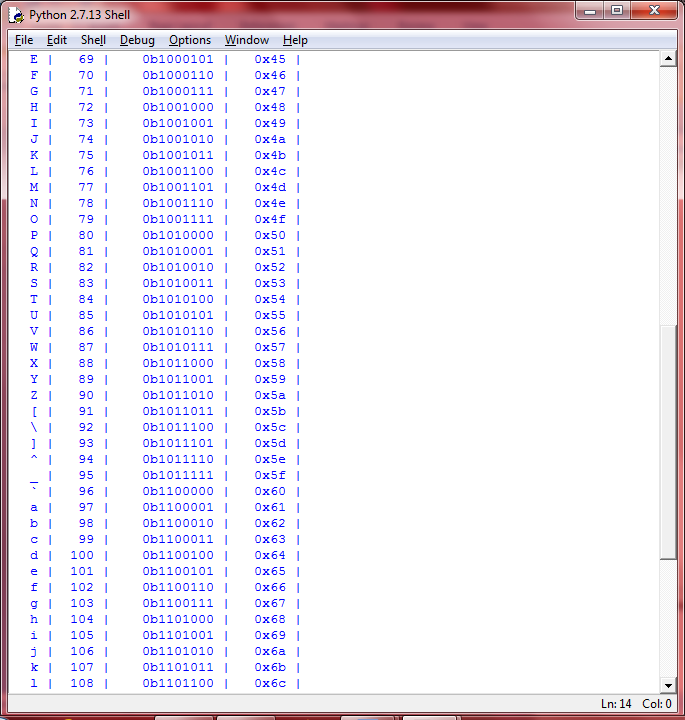 Python 2.7.13 Shell
File Edit Shell Debug Options Window Help
E | 69 | 0b1000101 | 0x45 |
F | 70 | 0b1000110 | 0x46 |
G | 71 | 0b1000111 | 0x47 |
H | 72 | 0b1001000 | 0x48 |
I | 73 | 0b1001001 | 0x49 |
J | 74 | 0b1001010 | 0x4a |
K | 75 | 0b1001011 | 0x4b |
L | 76 | 0b1001100 | 0x4c |
M | 77 | 0b1001101 | 0x4d |
N | 78 | 0b1001110 | 0x4e |
O | 79 | 0b1001111 | 0x4f |
P | 80 | 0b1010000 | 0x50 |
Q | 81 | 0b1010001 | 0x51 |
R | 82 | 0b1010010 | 0x52 |
S | 83 | 0b1010011 | 0x53 |
T | 84 | 0b1010100 | 0x54 |
U | 85 | 0b1010101 | 0x55 |
V | 86 | 0b1010110 | 0x56 |
W | 87 | 0b1010111 | 0x57 |
X | 88 | 0b1011000 | 0x58 |
Y | 89 | 0b1011001 | 0x59 |
Z | 90 | 0b1011010 | 0x5a |
[ | 91 | 0b1011011 | 0x5b |
\ | 92 | 0b1011100 | 0x5c |
] | 93 | 0b1011101 | 0x5d |
^ | 94 | 0b1011110 | 0x5e |
_ | 95 | 0b1011111 | 0x5f |
` | 96 | 0b1100000 | 0x60 |
a | 97 | 0b1100001 | 0x61 |
b | 98 | 0b1100010 | 0x62 |
c | 99 | 0b1100011 | 0x63 |
d | 100 | 0b1100100 | 0x64 |
e | 101 | 0b1100101 | 0x65 |
f | 102 | 0b1100110 | 0x66 |
g | 103 | 0b1100111 | 0x67 |
h | 104 | 0b1101000 | 0x68 |
i | 105 | 0b1101001 | 0x69 |
j | 106 | 0b1101010 | 0x6a |
k | 107 | 0b1101011 | 0x6b |
l | 108 | 0b1101100 | 0x6c |
Ln: 14 Col: 0